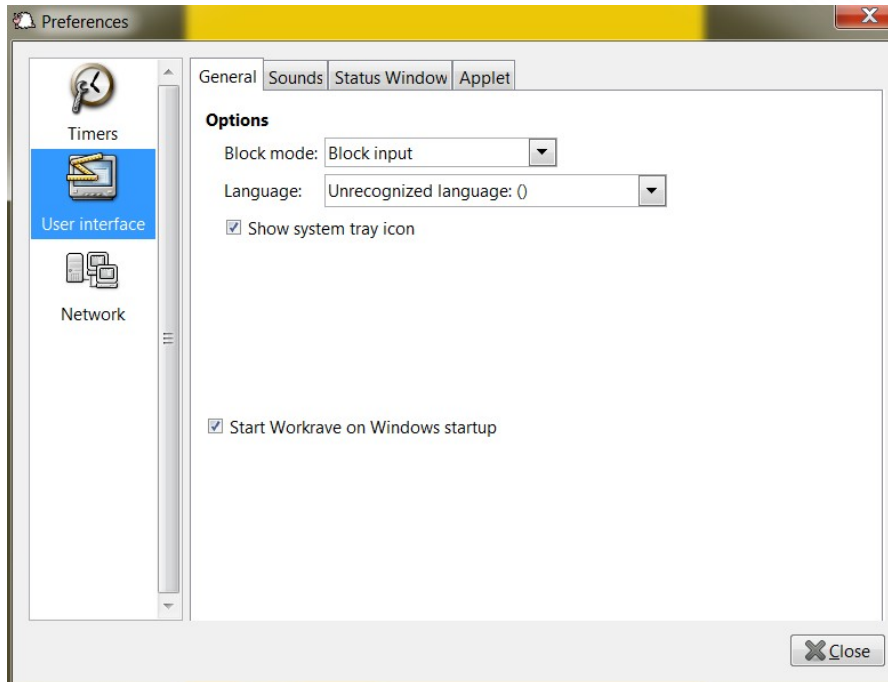 Preferences
Timers
User interface
Network
General Sounds Status Window Applet
Options
Block mode: Block input
Language: Unrecognized language: ()
Show system tray icon
Start Workrave on Windows startup
Close